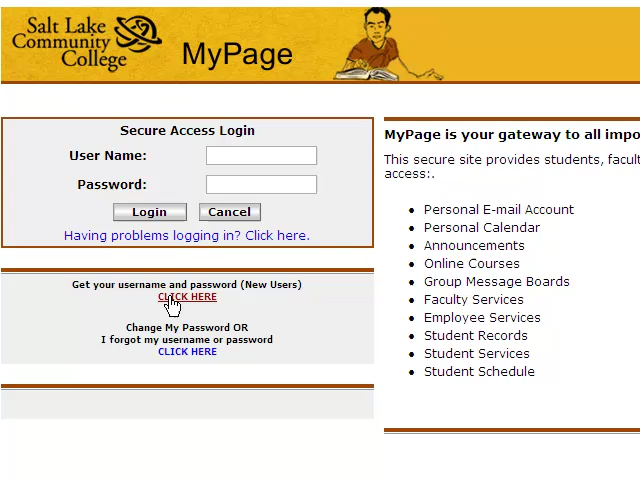 Salt Lake
Community
College
MyPage
Secure Access Login
User Name:
Password:
Login Cancel
Having problems logging in? Click here.
Get your username and password (New Users)
CLICK HERE
Change My Password OR
I forgot my username or password
CLICK HERE
MyPage is your gateway to all impo
This secure site provides students, facult
access:.
• Personal E-mail Account
• Personal Calendar
• Announcements
• Online Courses
• Group Message Boards
• Faculty Services
• Employee Services
• Student Records
• Student Services
• Student Schedule